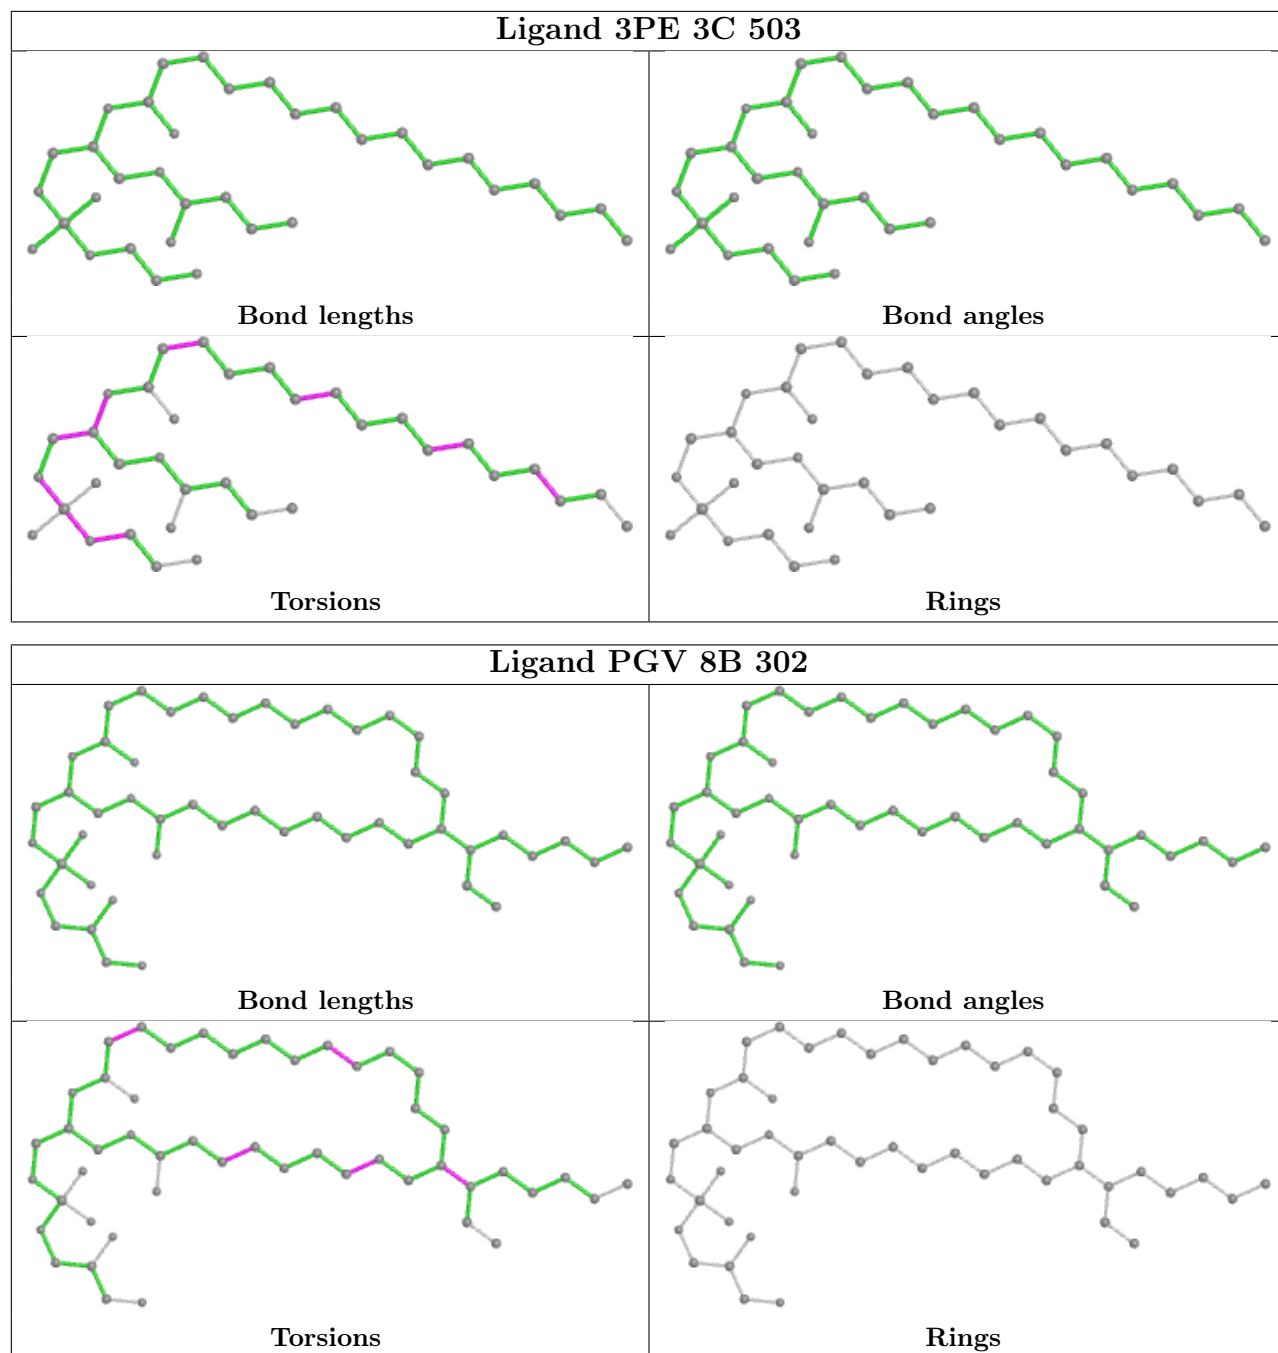 Ligand 3PE 3C 503
Bond lengths
Bond angles
Torsions
Rings
Ligand PGV 8B 302
Bond lengths
Bond angles
Torsions
Rings